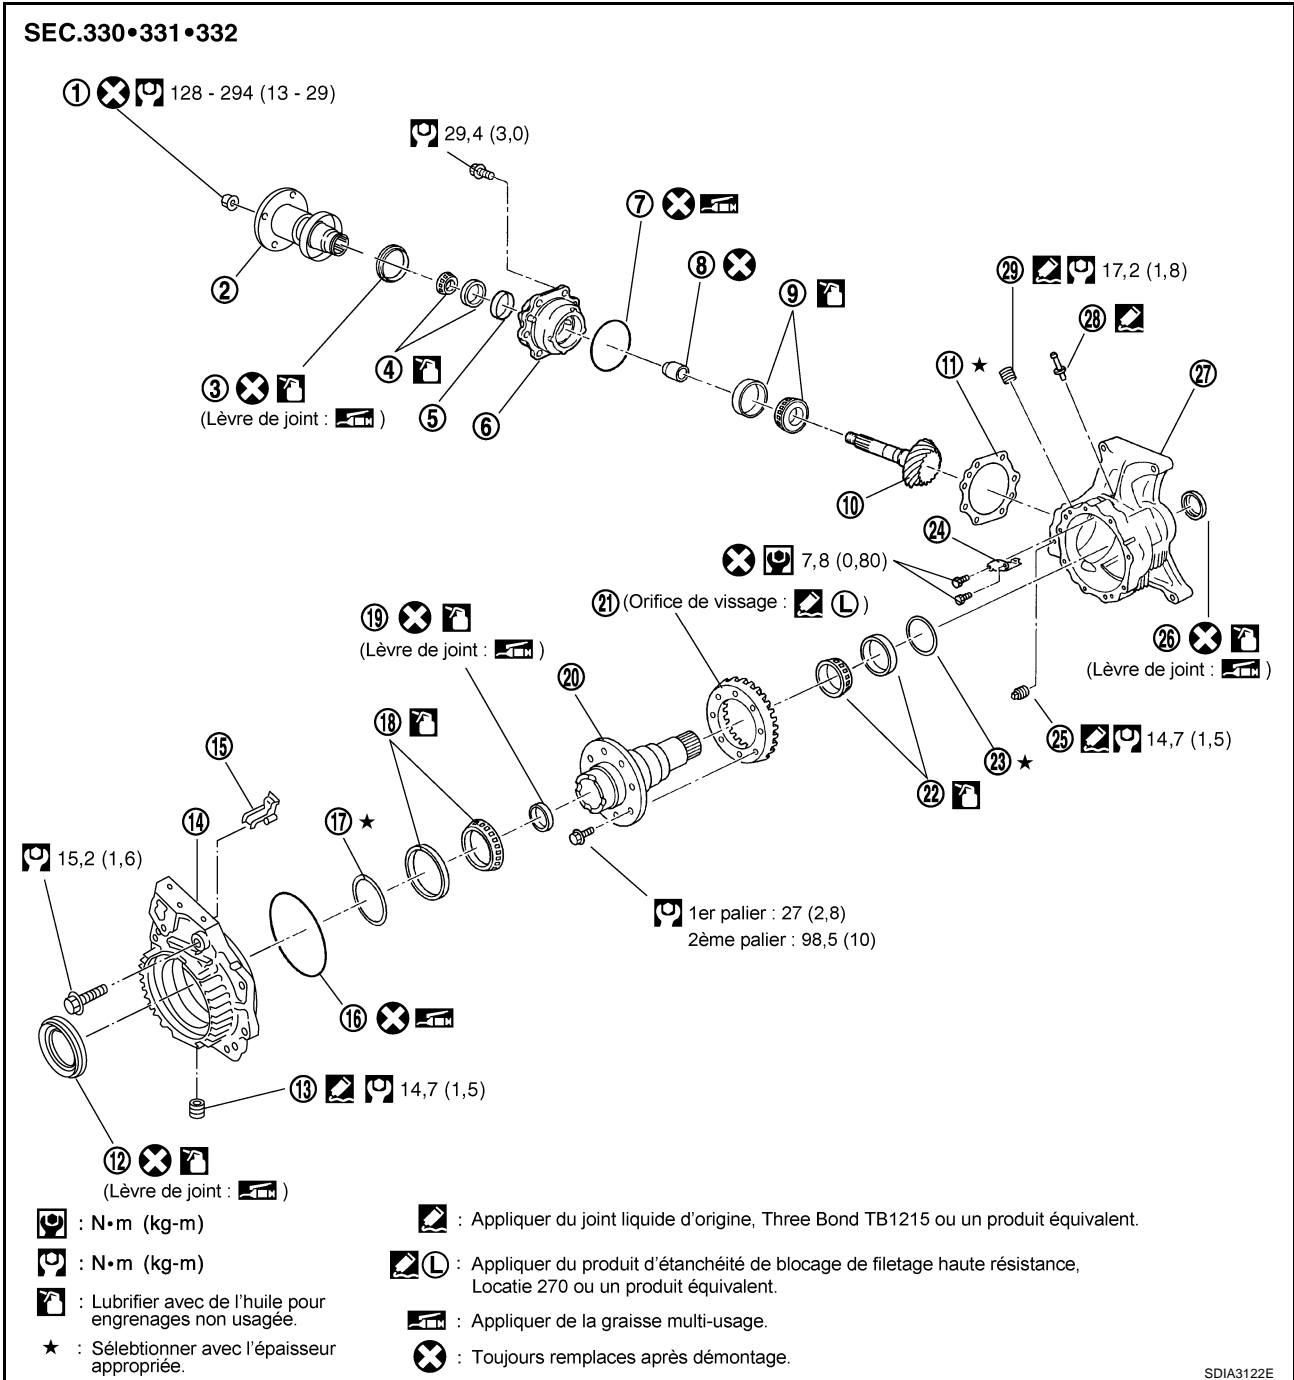 SEC.330•331•332
① 128 - 294 (13 - 29)
29,4 (3,0)
⑦
⑧
⑨
㉙ 17,2 (1,8)
㉘
②
④
③
(Lèvre de joint : )
⑤
⑥
⑪ ★
㉗
⑩
㉔
7,8 (0,80)
㉑ (Orifice de vissage : Ⓛ )
⑲
(Lèvre de joint : )
㉖
(Lèvre de joint : )
⑳
⑱
㉕ 14,7 (1,5)
㉓ ★
㉒
⑮
⑭
⑰ ★
15,2 (1,6)
1er palier : 27 (2,8)
2ème palier : 98,5 (10)
⑯
⑬ 14,7 (1,5)
⑫
(Lèvre de joint : )
: N•m (kg-m)
: N•m (kg-m)
: Lubrifier avec de l'huile pour
engrenages non usagée.
★ : Sélebtionner avec l'épaisseur
appropriée.
: Appliquer du joint liquide d'origine, Three Bond TB1215 ou un produit équivalent.
Ⓛ : Appliquer du produit d'étanchéité de blocage de filetage haute résistance,
Locatie 270 ou un produit équivalent.
: Appliquer de la graisse multi-usage.
: Toujours remplaces après démontage.
SDIA3122E